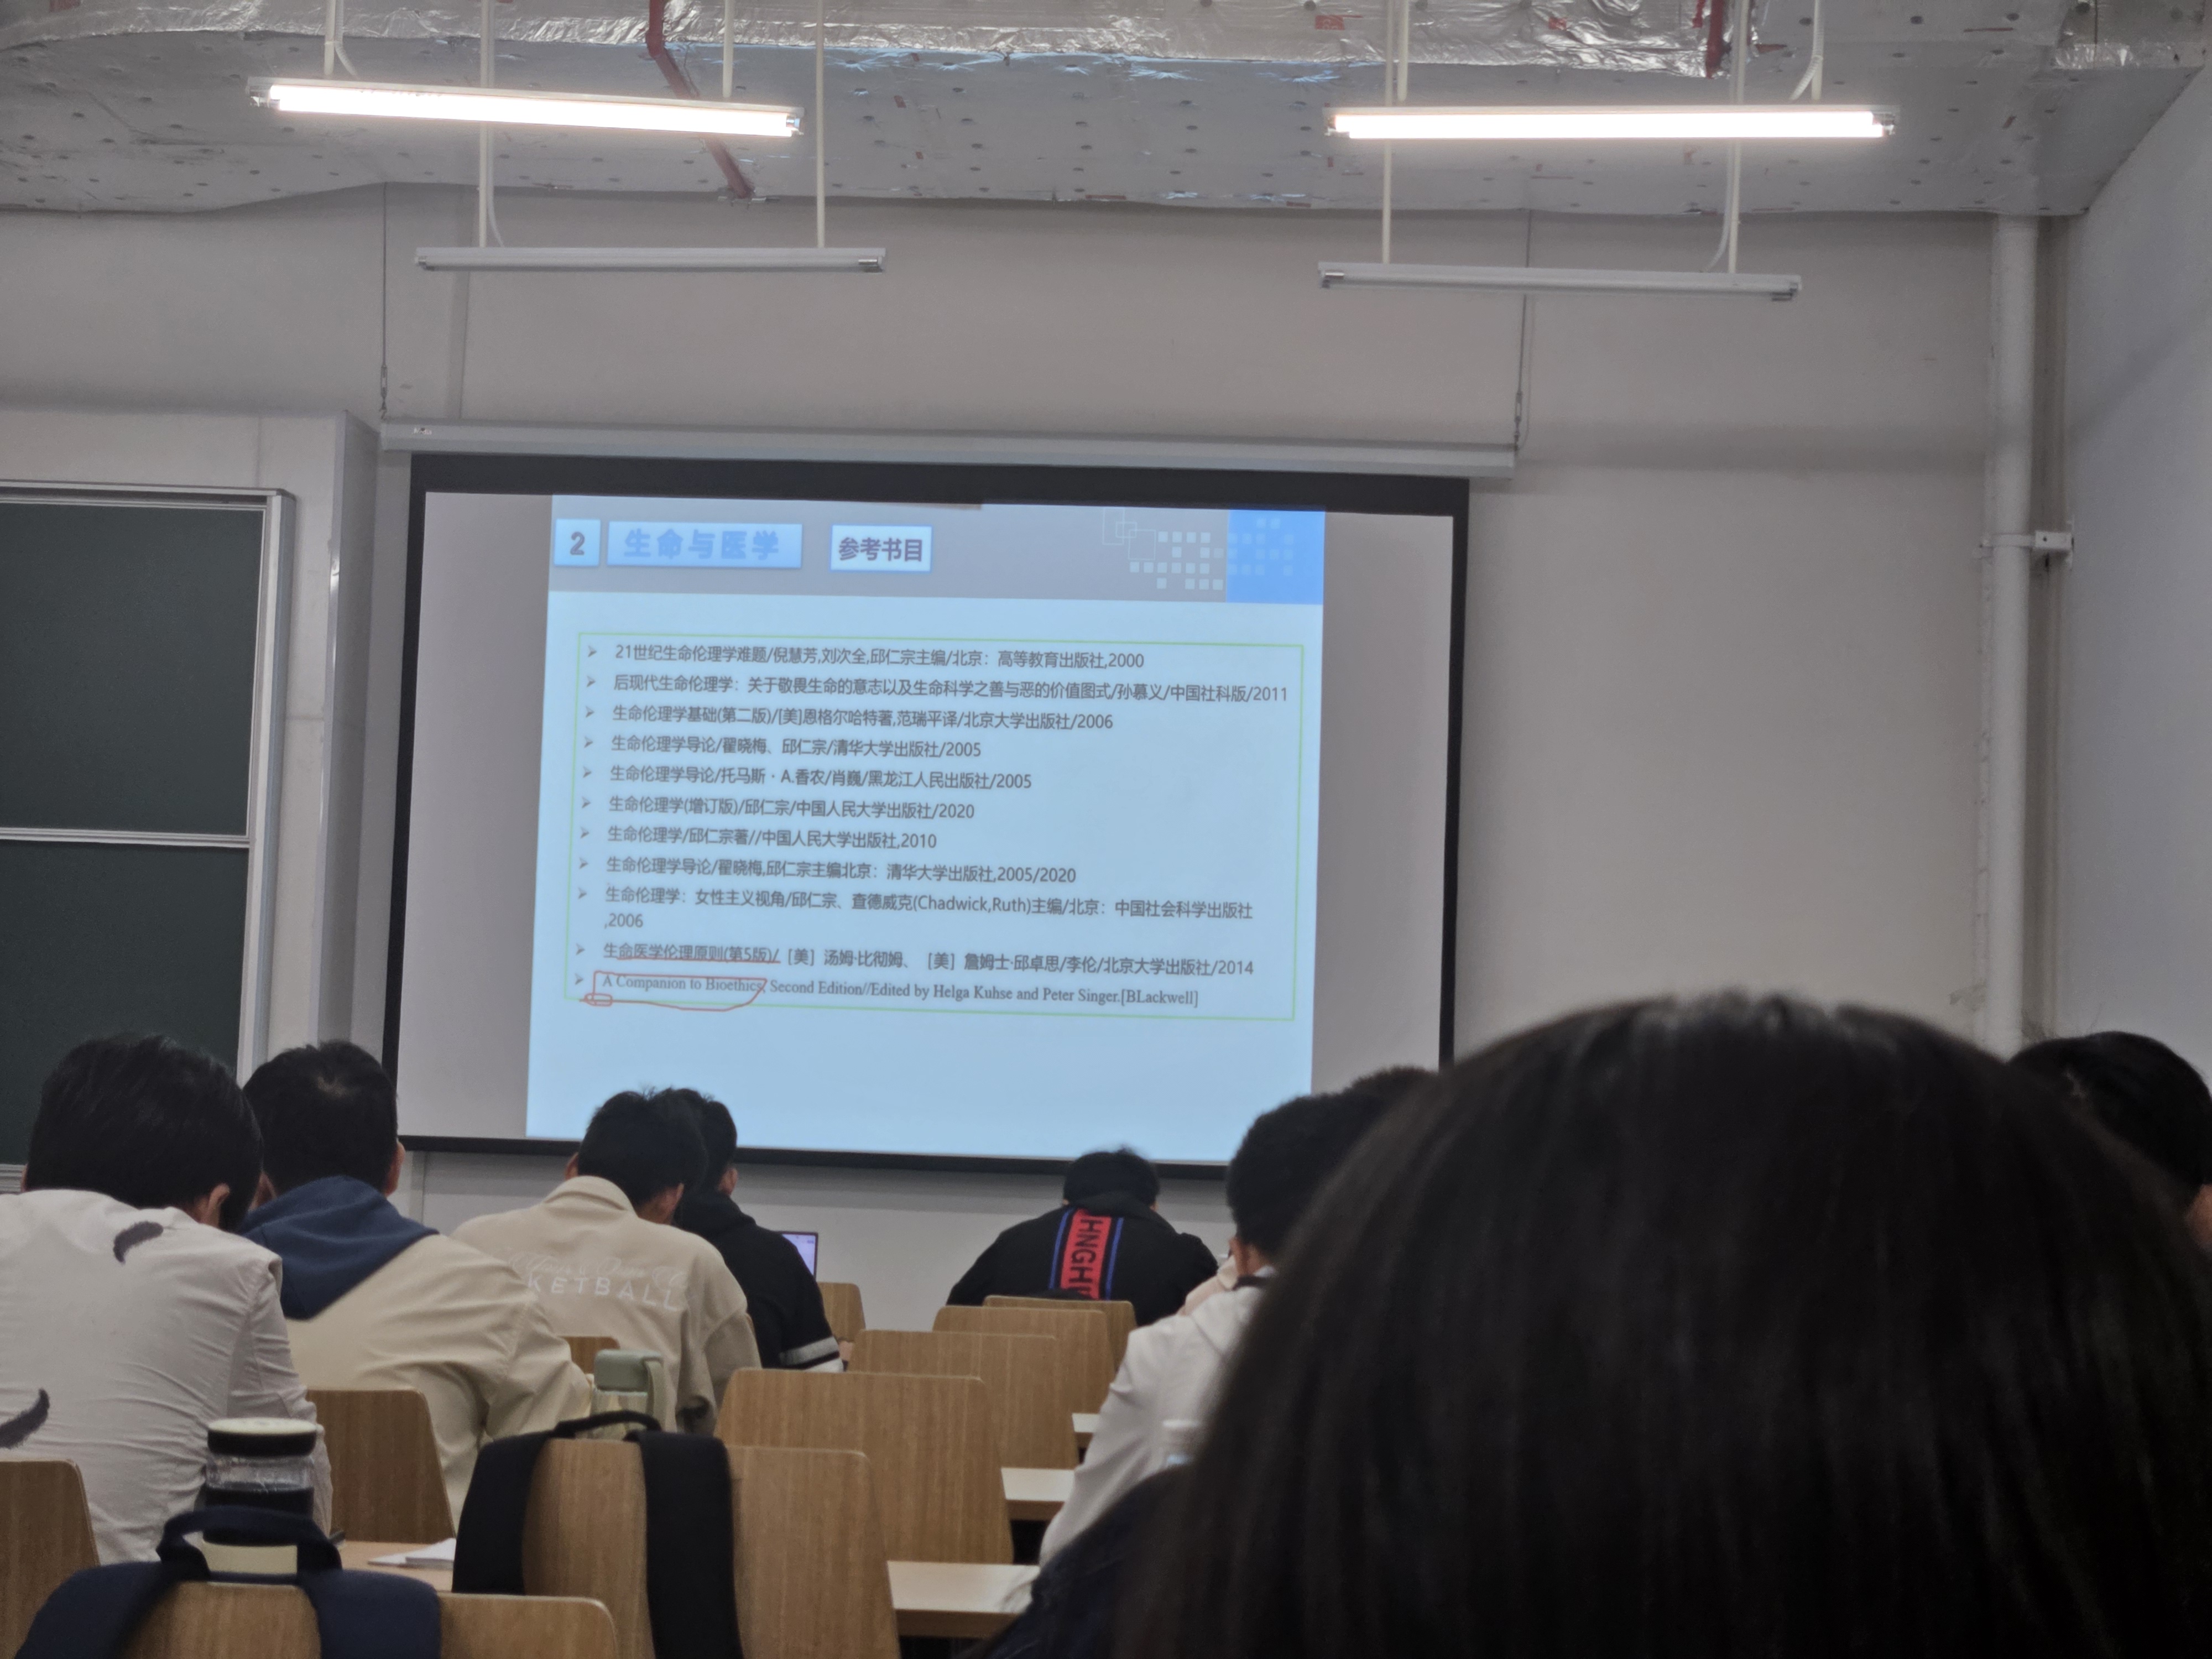 2 生命与医学 参考书目
21世纪生命伦理学难题/倪慧芳,刘次全,邱仁宗主编/北京：高等教育出版社,2000
后现代生命伦理学：关于敬畏生命的意志以及生命科学之善与恶的价值图式/孙慕义/中国社科版/2011
生命伦理学基础(第二版)/[美]恩格尔哈特著,范瑞平译/北京大学出版社/2006
生命伦理学导论/翟晓梅、邱仁宗/清华大学出版社/2005
生命伦理学导论/托马斯·A.香农/肖巍/黑龙江人民出版社/2005
生命伦理学(增订版)/邱仁宗/中国人民大学出版社/2020
生命伦理学/邱仁宗著//中国人民大学出版社,2010
生命伦理学导论/翟晓梅,邱仁宗主编北京：清华大学出版社,2005/2020
生命伦理学：女性主义视角/邱仁宗、查德威克(Chadwick,Ruth)主编/北京：中国社会科学出版社
,2006
生命医学伦理原则(第5版)/［美］汤姆·比彻姆、［美］詹姆士·邱卓思/李伦/北京大学出版社/2014
A Companion to Bioethics, Second Edition//Edited by Helga Kuhse and Peter Singer.[BLackwell]
KETBALL
HNGH